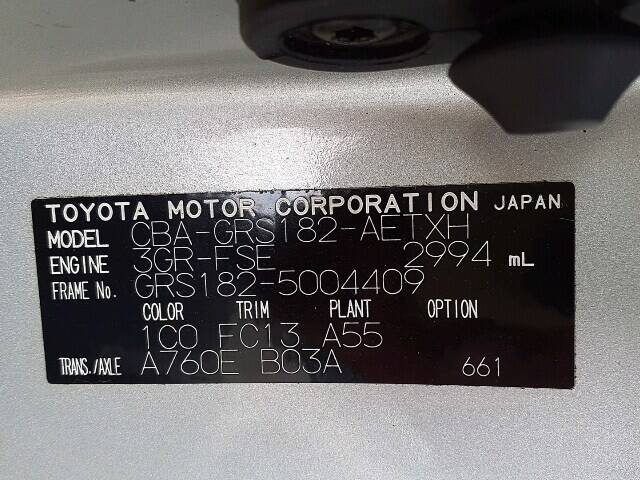 TOYOTA MOTOR CORPORATION JAPAN
MODEL CBA-GRS182-AETXH
ENGINE 3GR-FSE 2994 mL
FRAME No. GRS182-5004409
COLOR TRIM PLANT OPTION
1C0 FC13 A55
TRANS./AXLE A760E B03A 661